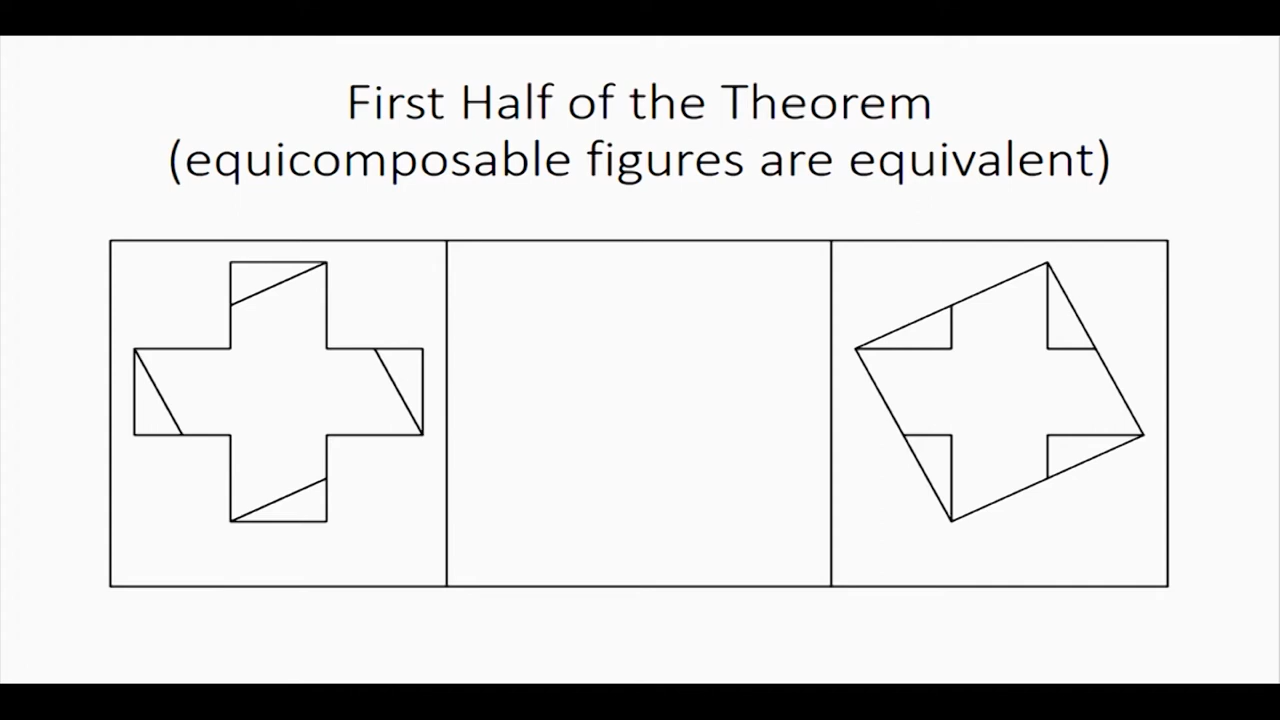 First Half of the Theorem
(equicomposable figures are equivalent)